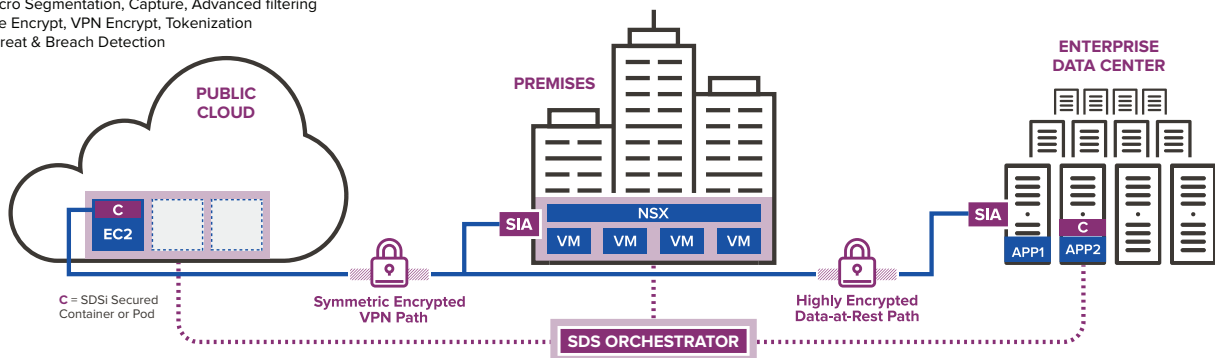 cro Segmentation, Capture, Advanced filtering
e Encrypt, VPN Encrypt, Tokenization
reat & Breach Detection
PUBLIC
CLOUD
C
EC2
C = SDSi Secured
Container or Pod
Symmetric Encrypted
VPN Path
PREMISES
SIA
NSX
VM VM VM VM
SDS ORCHESTRATOR
Highly Encrypted
Data-at-Rest Path
ENTERPRISE
DATA CENTER
SIA
C
APP1 APP2